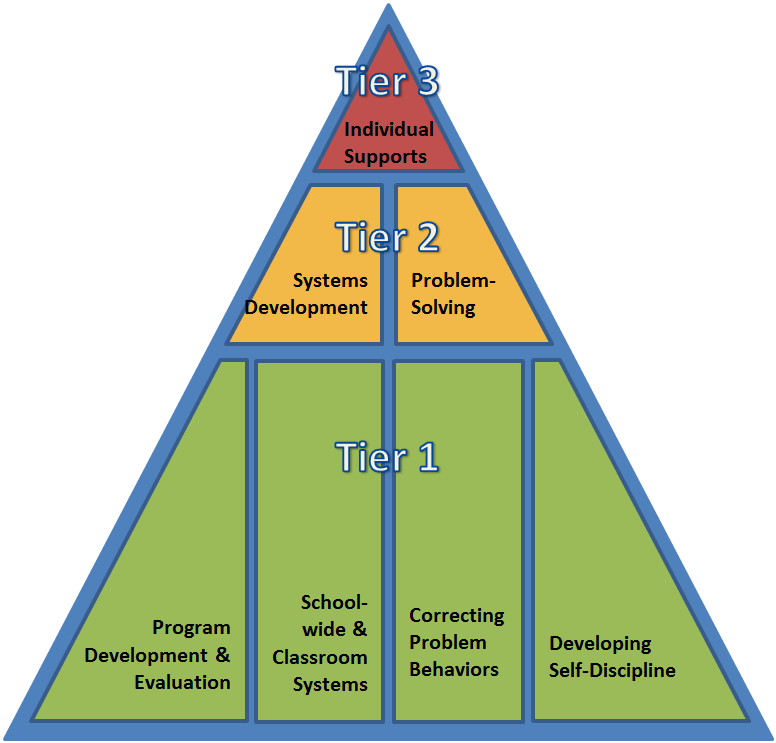 Tier 3
Individual
Supports
Tier 2
Systems
Development
Problem-
Solving
Tier 1
Program
Development &
Evaluation
School-
wide &
Classroom
Systems
Correcting
Problem
Behaviors
Developing
Self-Discipline